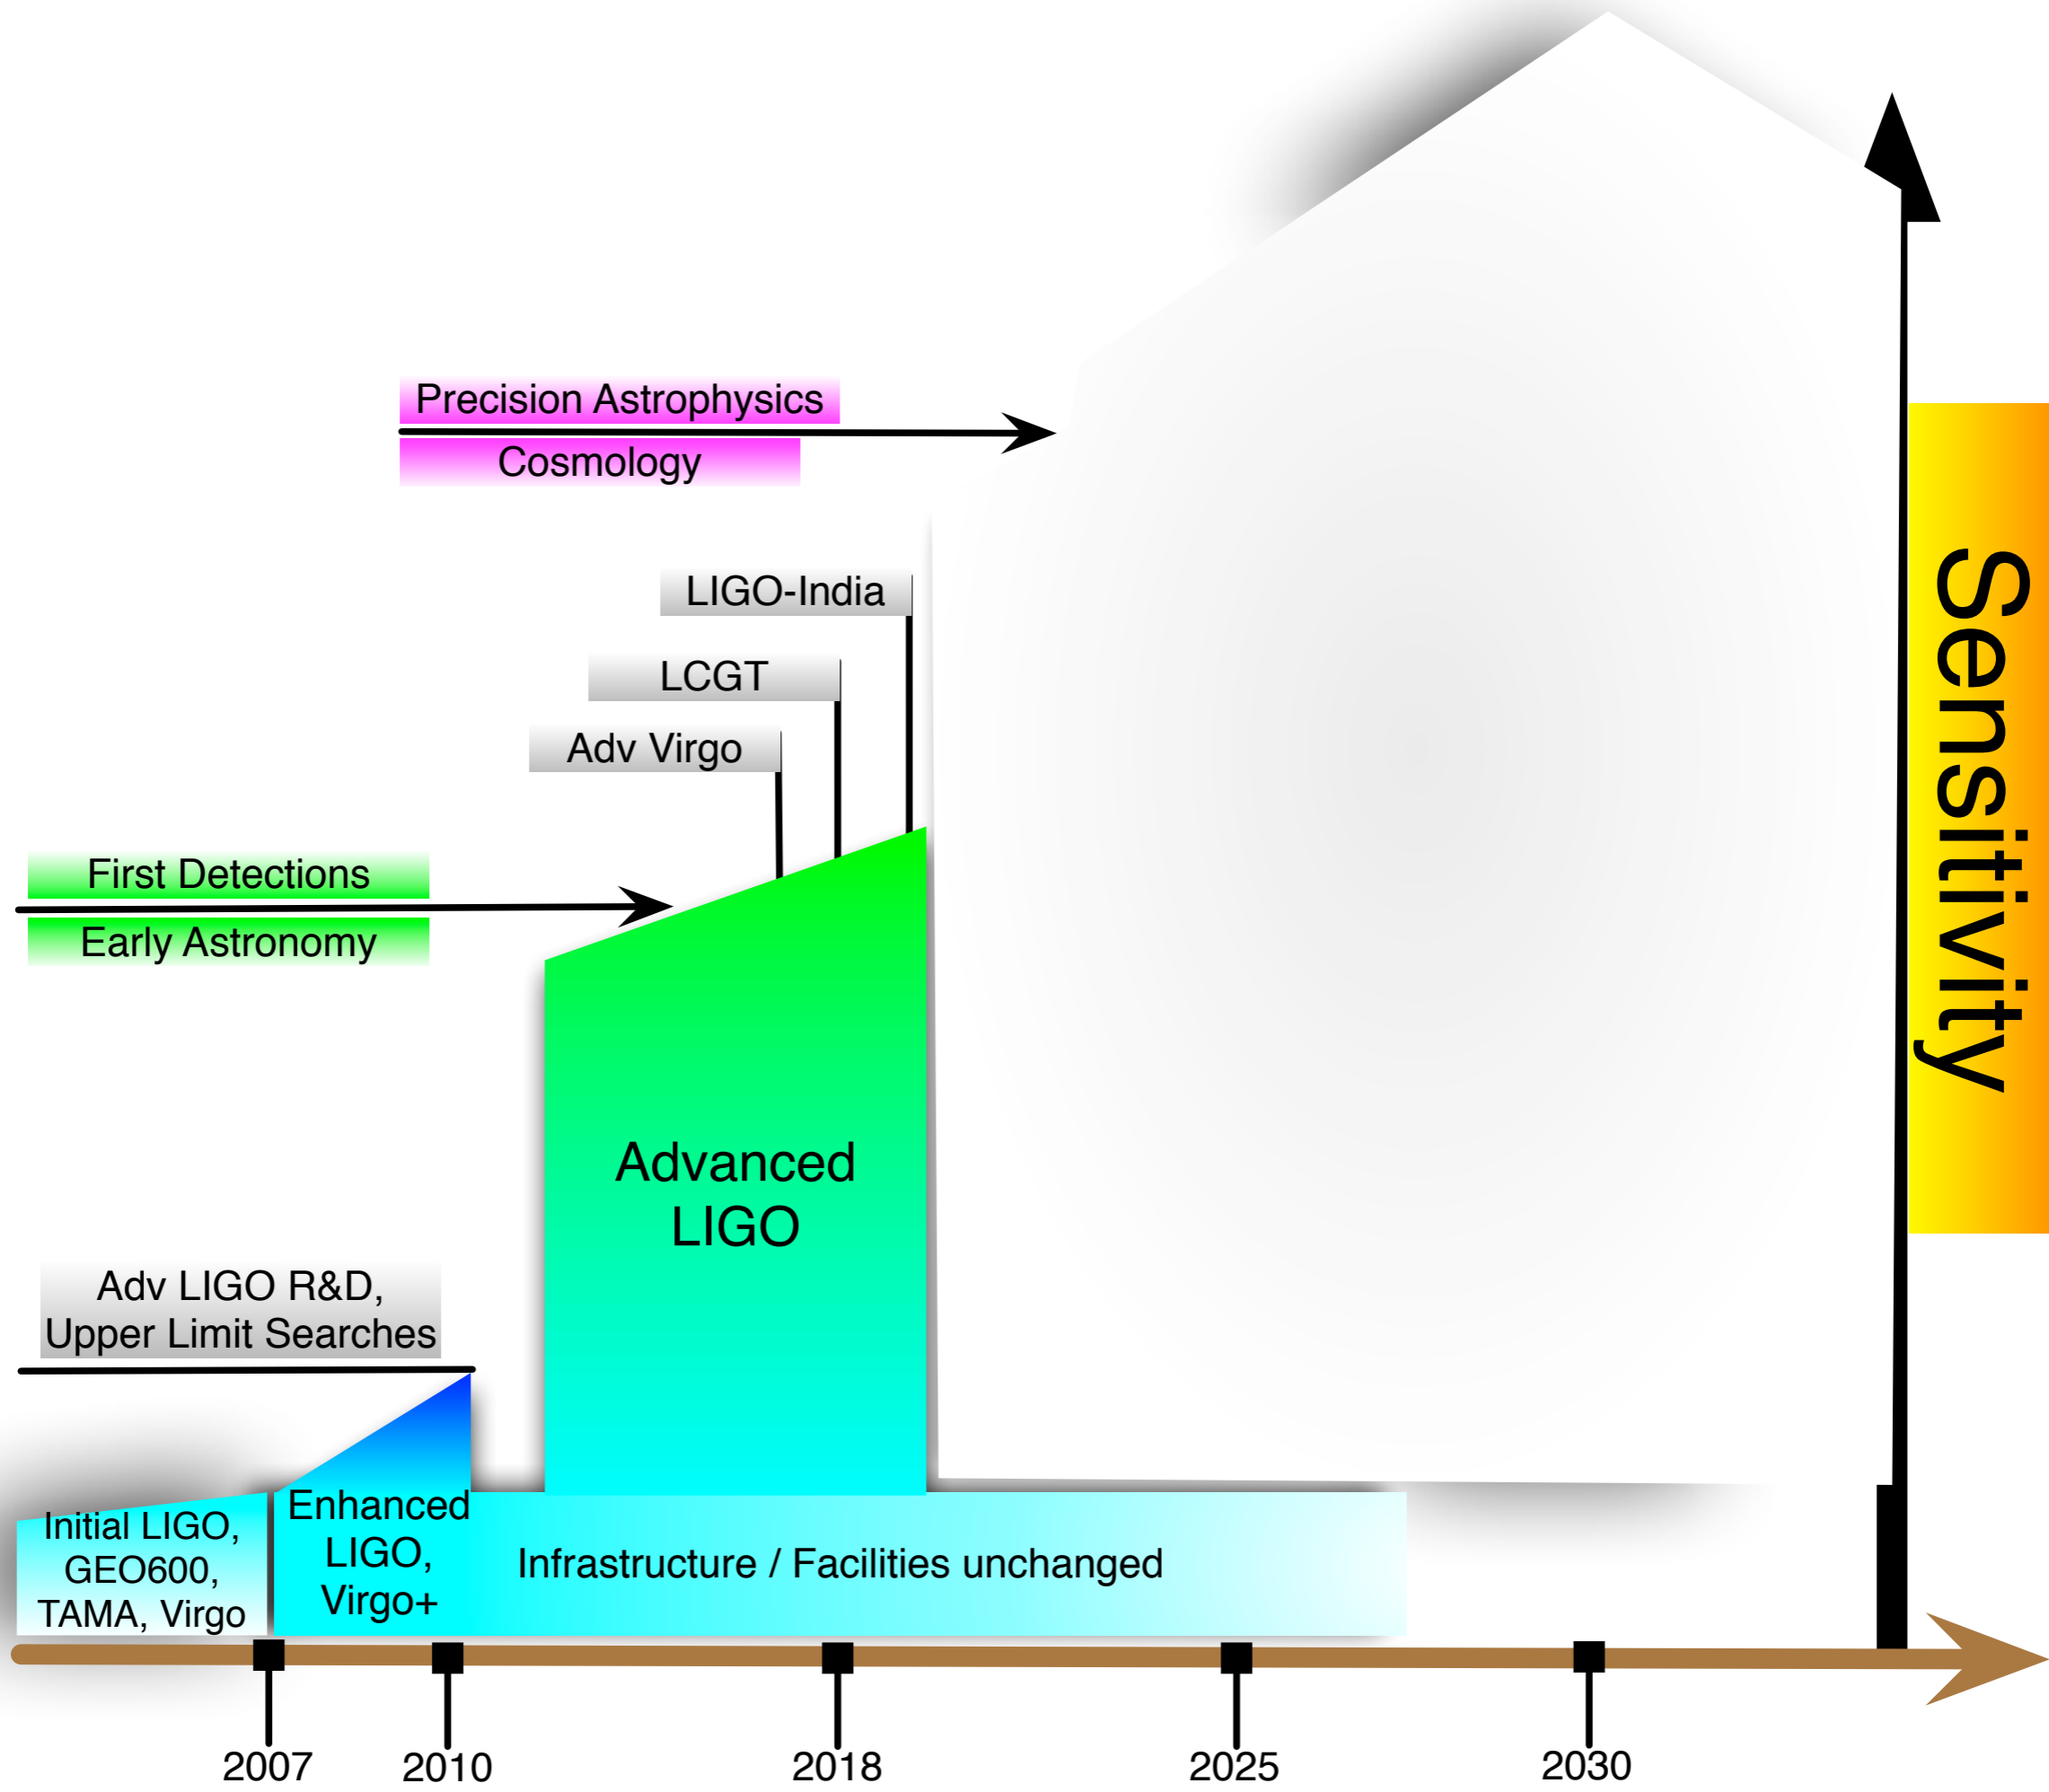 Precision Astrophysics
Cosmology
LIGO-India
LCGT
Adv Virgo
First Detections
Early Astronomy
Sensitivity
Advanced
LIGO
Adv LIGO R&D,
Upper Limit Searches
Initial LIGO,
GEO600,
TAMA, Virgo
Enhanced
LIGO,
Virgo+
Infrastructure / Facilities unchanged
2007
2010
2018
2025
2030